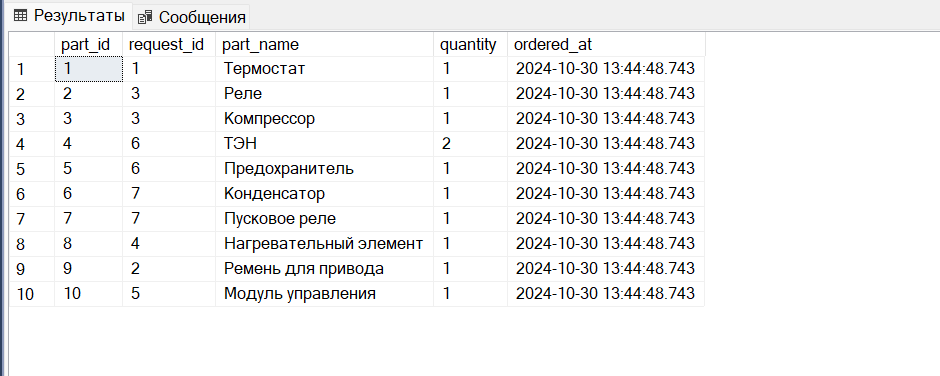 Результаты Сообщения
part_id request_id part_name quantity ordered_at
1 1 1 Термостат 1 2024-10-30 13:44:48.743
2 2 3 Реле 1 2024-10-30 13:44:48.743
3 3 3 Компрессор 1 2024-10-30 13:44:48.743
4 4 6 ТЭН 2 2024-10-30 13:44:48.743
5 5 6 Предохранитель 1 2024-10-30 13:44:48.743
6 6 7 Конденсатор 1 2024-10-30 13:44:48.743
7 7 7 Пусковое реле 1 2024-10-30 13:44:48.743
8 8 4 Нагревательный элемент 1 2024-10-30 13:44:48.743
9 9 2 Ремень для привода 1 2024-10-30 13:44:48.743
10 10 5 Модуль управления 1 2024-10-30 13:44:48.743